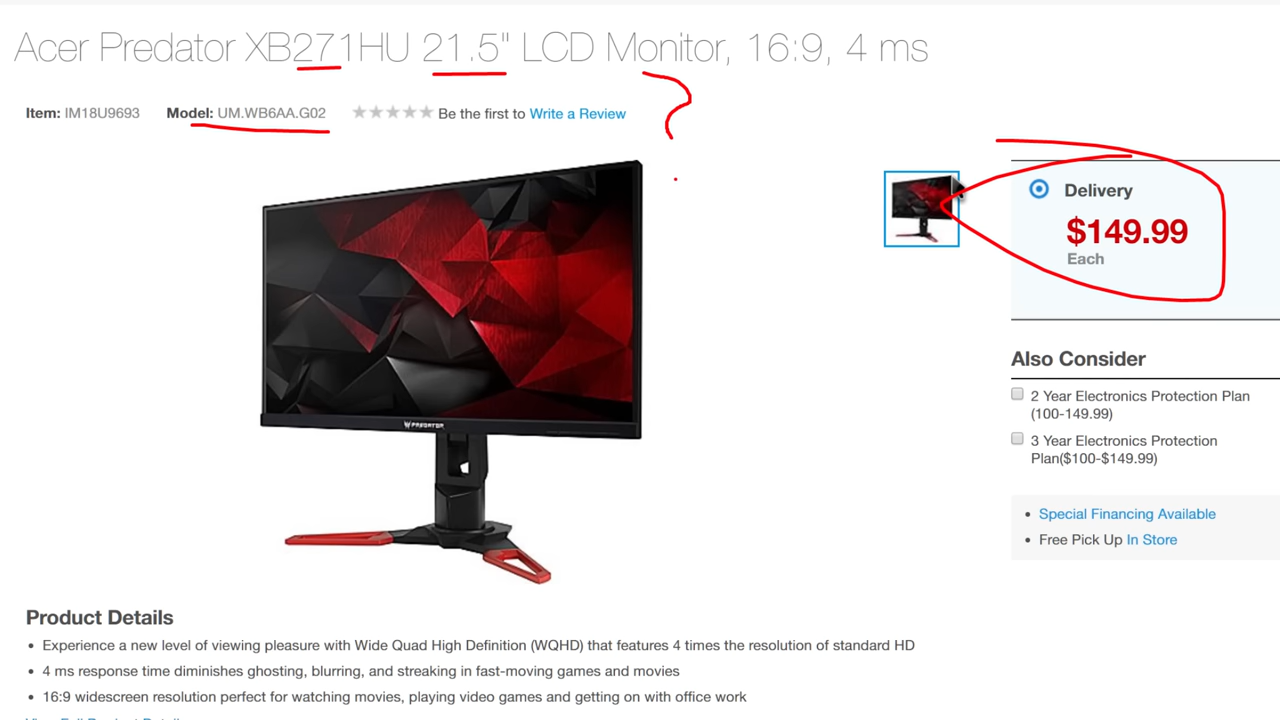 Acer Predator XB271HU 21.5" LCD Monitor, 16:9, 4 ms
Item: IM18U9693 Model: UM.WB6AA.G02 Be the first to Write a Review
?
PREDATOR
Delivery
$149.99
Each
Also Consider
2 Year Electronics Protection Plan
(100-149.99)
3 Year Electronics Protection
Plan($100-$149.99)
• Special Financing Available
• Free Pick Up In Store
Product Details
• Experience a new level of viewing pleasure with Wide Quad High Definition (WQHD) that features 4 times the resolution of standard HD
• 4 ms response time diminishes ghosting, blurring, and streaking in fast-moving games and movies
• 16:9 widescreen resolution perfect for watching movies, playing video games and getting on with office work